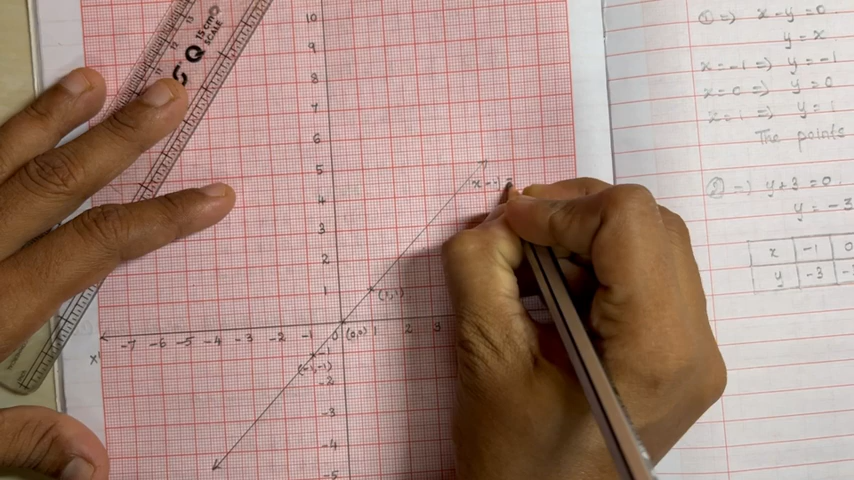 15 cm
SCALE
10
9
8
7
6
5
4
3
2
1
x - y =
(1,1)
X' -7 -6 -5 -4 -3 -2 -1 0 (0,0) 1 2 3
-1
(-1,-1)
-2
-3
-4
-5
① => x - y = 0
y = x
x = -1 => y = -1
x = 0 => y = 0
x = 1 => y = 1
The points
② => y + 3 = 0
y = -3
x -1 0
y -3